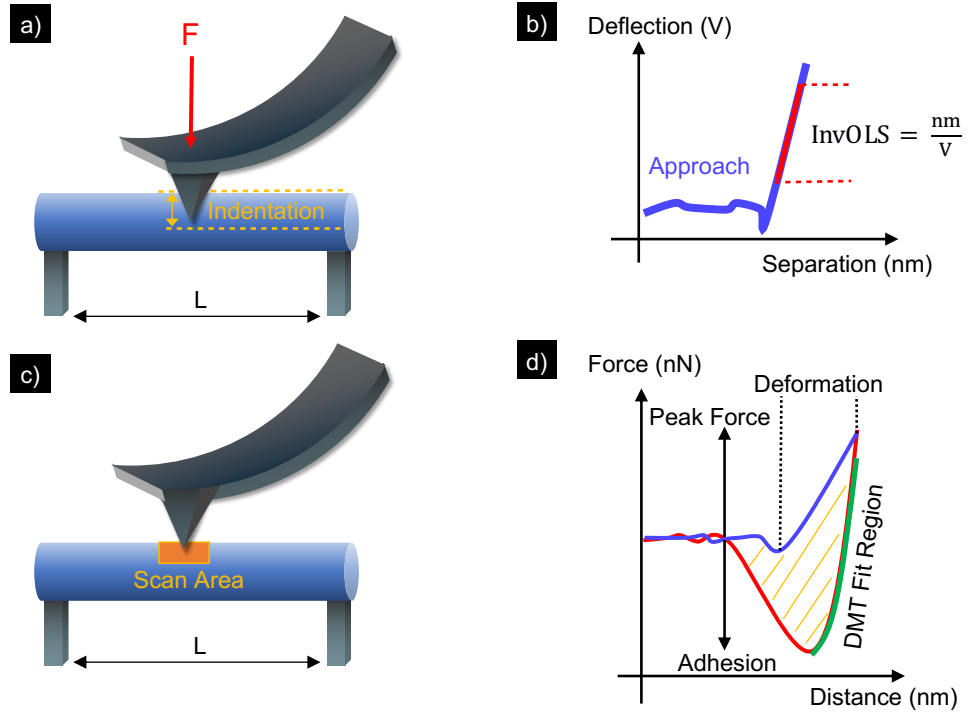 a)
F
Indentation
L
b)
Deflection (V)
Approach
InvOLS = nm/V
Separation (nm)
c)
Scan Area
L
d)
Force (nN)
Deformation
Peak Force
DMT Fit Region
Adhesion
Distance (nm)